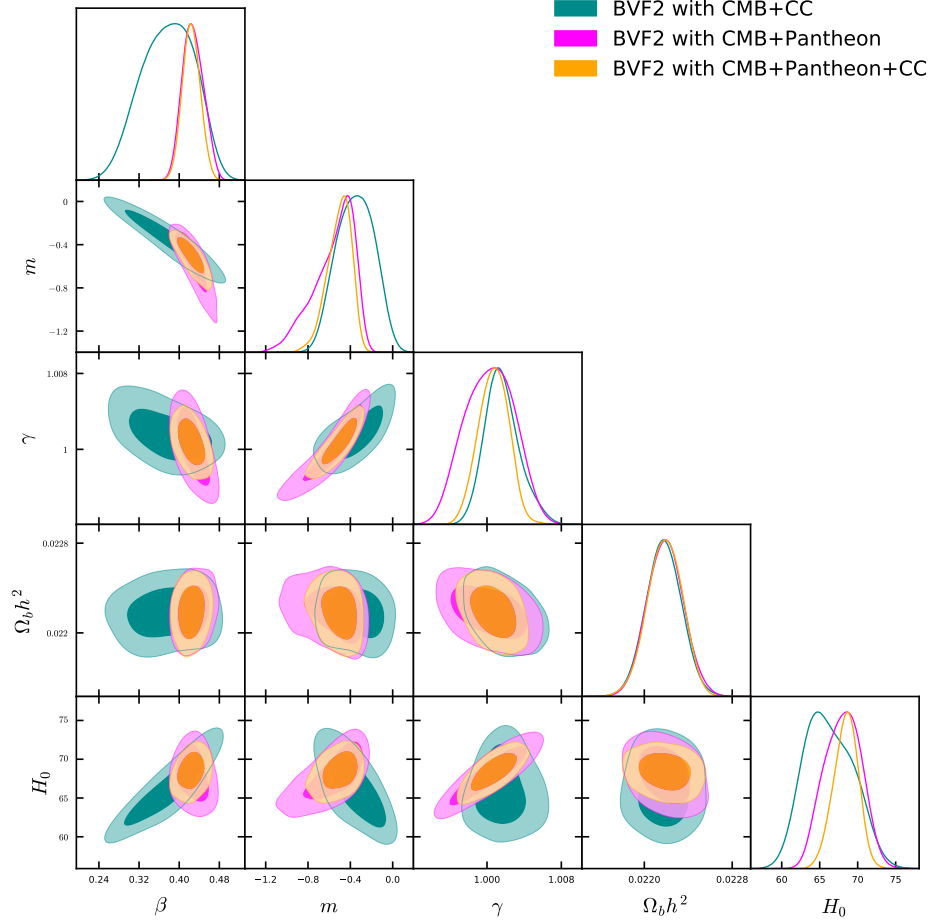 BVF2 with CMB+CC
BVF2 with CMB+Pantheon
BVF2 with CMB+Pantheon+CC
0
−0.4
−0.8
−1.2
m
1.008
1
γ
0.0228
0.022
Ω_b h^2
75
70
65
60
H_0
0.24 0.32 0.40 0.48
−1.2 −0.8 −0.4 0.0
1.000 1.008
0.0220 0.0228
60 65 70 75
β m γ Ω_b h^2 H_0